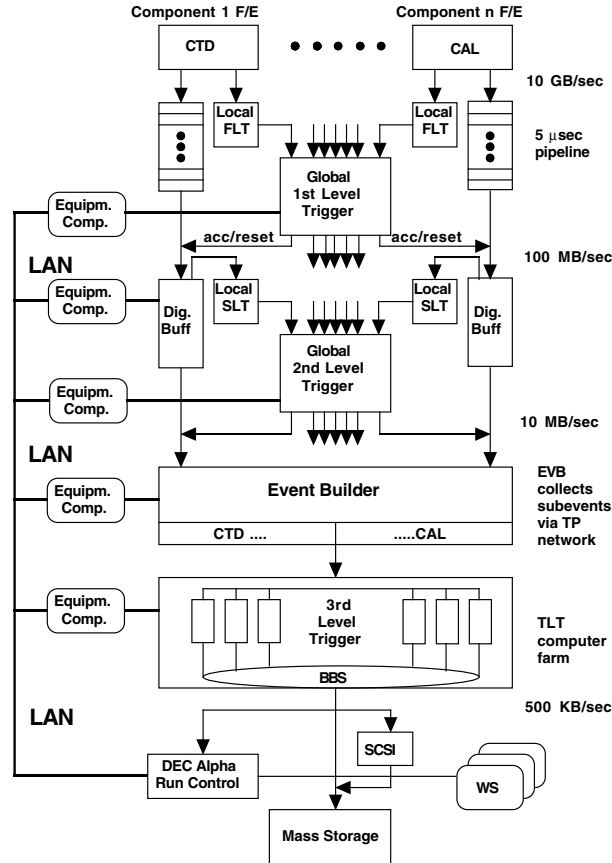 Component 1 F/E
Component n F/E
CTD
CAL
10 GB/sec
Local
FLT
Local
FLT
5 µsec
pipeline
Global
1st Level
Trigger
Equipm.
Comp.
acc/reset
acc/reset
LAN
100 MB/sec
Equipm.
Comp.
Dig.
Buff
Local
SLT
Local
SLT
Dig.
Buff
Global
2nd Level
Trigger
Equipm.
Comp.
10 MB/sec
LAN
Event Builder
EVB
collects
subevents
via TP
network
Equipm.
Comp.
CTD ....
.....CAL
3rd
Level
Trigger
Equipm.
Comp.
TLT
computer
farm
BBS
LAN
500 KB/sec
SCSI
DEC Alpha
Run Control
WS
Mass Storage